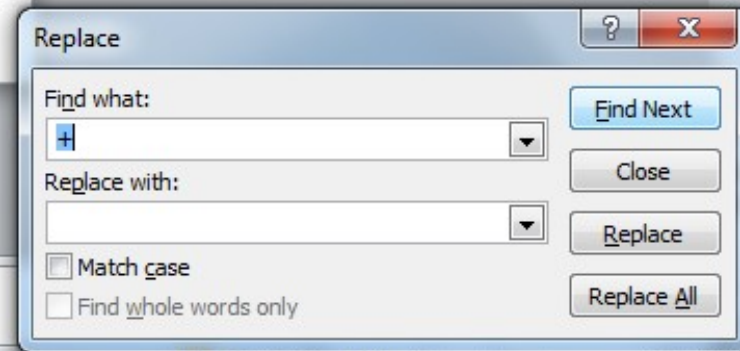 Replace
?
Find what:
Find Next
+
Close
Replace with:
Replace
Match case
Find whole words only
Replace All